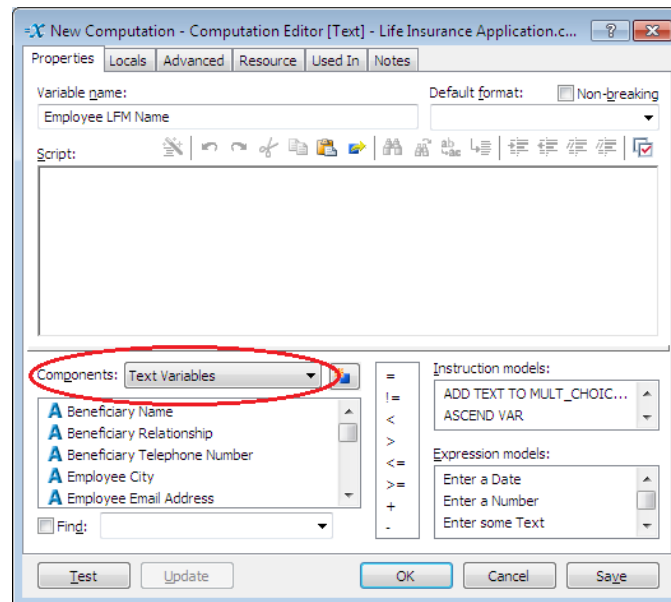 =X New Computation - Computation Editor [Text] - Life Insurance Application.c...
Properties Locals Advanced Resource Used In Notes
Variable name: Default format: Non-breaking
Employee LFM Name
Script:
Components: Text Variables
Beneficiary Name
Beneficiary Relationship
Beneficiary Telephone Number
Employee City
Employee Email Address
Find:
=
!=
<
>
<=
>=
+
-
Instruction models:
ADD TEXT TO MULT_CHOIC...
ASCEND VAR
Expression models:
Enter a Date
Enter a Number
Enter some Text
Test Update OK Cancel Save